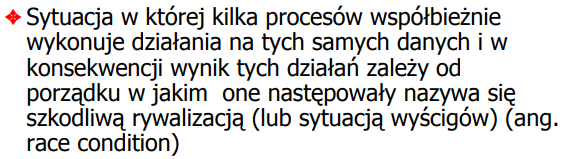 Sytuacja w której kilka procesów współbieżnie
wykonuje działania na tych samych danych i w
konsekwencji wynik tych działań zależy od
porządku w jakim one następowały nazywa się
szkodliwą rywalizacją (lub sytuacją wyścigów) (ang.
race condition)